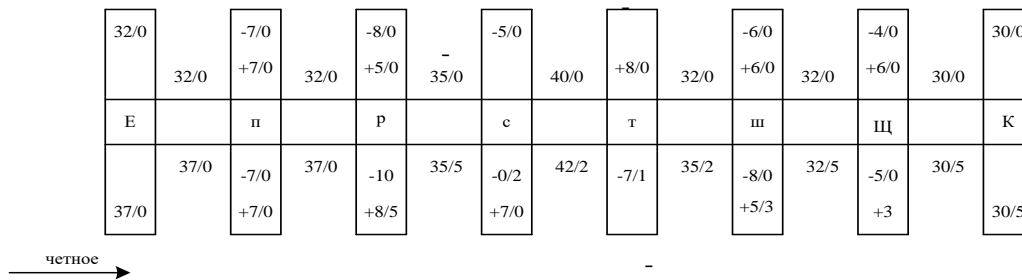 32/0 -7/0 -8/0 -5/0 - -6/0 -4/0 30/0
+7/0 +5/0 - +8/0 +6/0 +6/0
32/0 32/0 35/0 40/0 32/0 32/0 30/0
Е п Р с т ш Щ К
37/0 37/0 35/5 42/2 35/2 32/5 30/5
-7/0 -10 -0/2 -7/1 -8/0 -5/0
37/0 +7/0 +8/5 +7/0 +5/3 +3 30/5
четное -